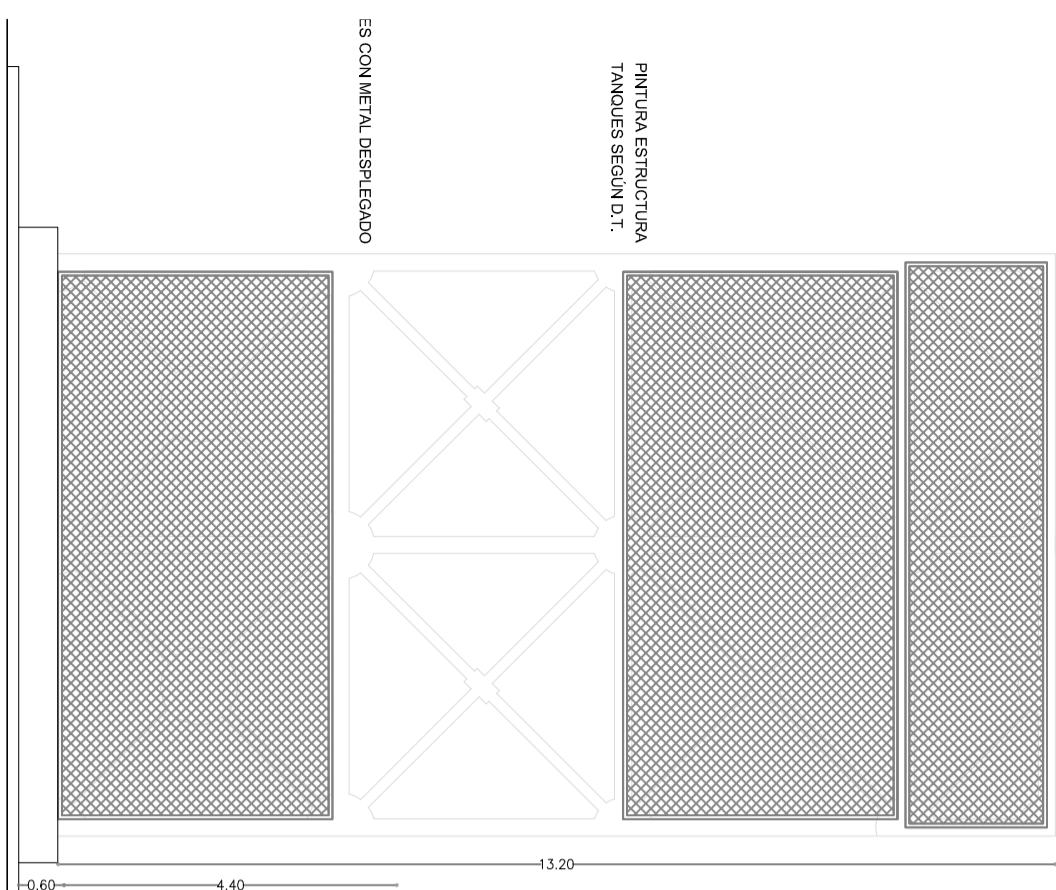 ES CON METAL DESPLEGADO
PINTURA ESTRUCTURA
TANQUES SEGÚN D.T.
13.20
0.60
4.40